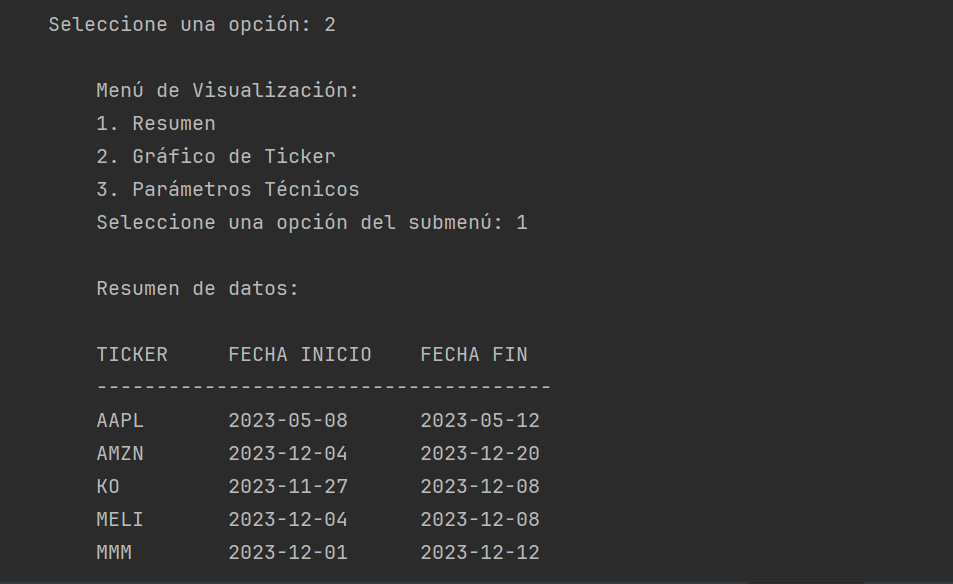 Seleccione una opción: 2
Menú de Visualización:
1. Resumen
2. Gráfico de Ticker
3. Parámetros Técnicos
Seleccione una opción del submenú: 1
Resumen de datos:
TICKER     FECHA INICIO    FECHA FIN
--------------------------------------
AAPL       2023-05-08      2023-05-12
AMZN       2023-12-04      2023-12-20
KO         2023-11-27      2023-12-08
MELI       2023-12-04      2023-12-08
MMM        2023-12-01      2023-12-12